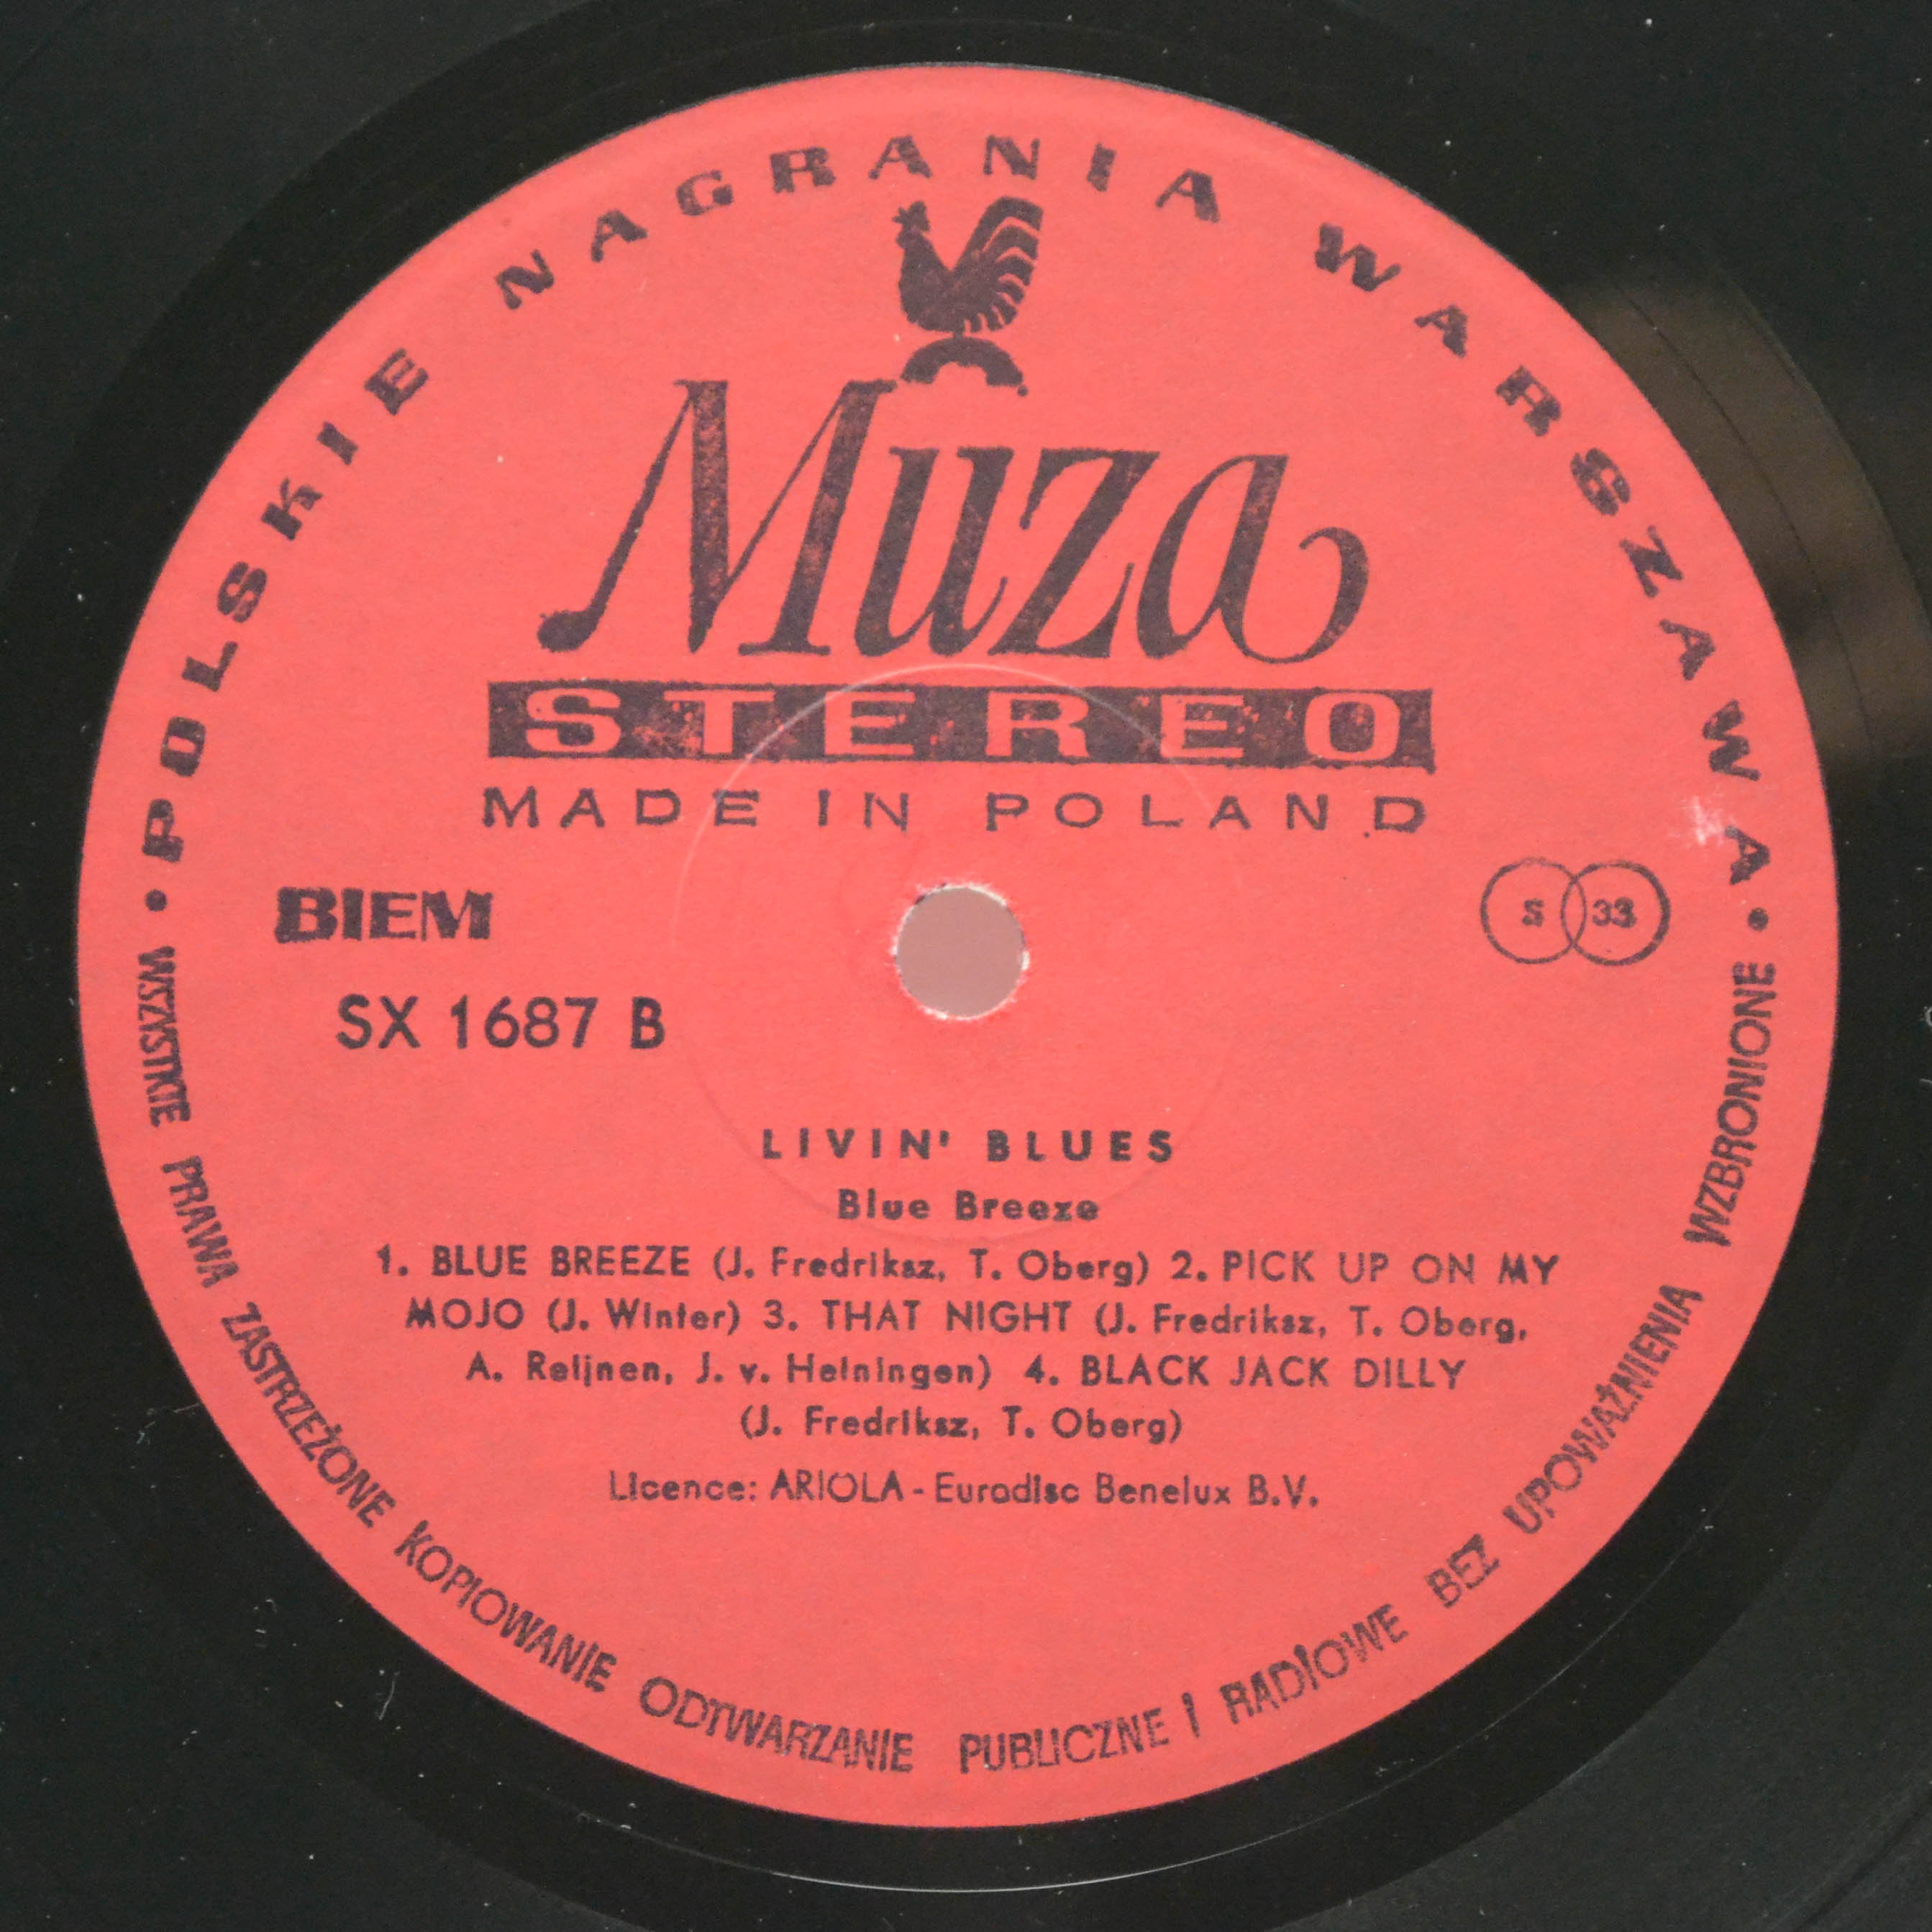 POLSKIE NAGRANIA WARSZAWA
Muza
STEREO
MADE IN POLAND
BIEM
S 33
SX 1687 B
LIVIN' BLUES
Blue Breeze
1. BLUE BREEZE (J. Fredriksz, T. Oberg) 2. PICK UP ON MY
MOJO (J. Winter) 3. THAT NIGHT (J. Fredriksz, T. Oberg,
A. Reijnen, J. v. Heiningen) 4. BLACK JACK DILLY
(J. Fredriksz, T. Oberg)
Licence: ARIOLA - Eurodisc Benelux B.V.
WSZYSTKIE PRAWA ZASTRZEŻONE KOPIOWANIE ODTWARZANIE PUBLICZNE I RADIOWE BEZ UPOWAŻNIENIA WZBRONIONE